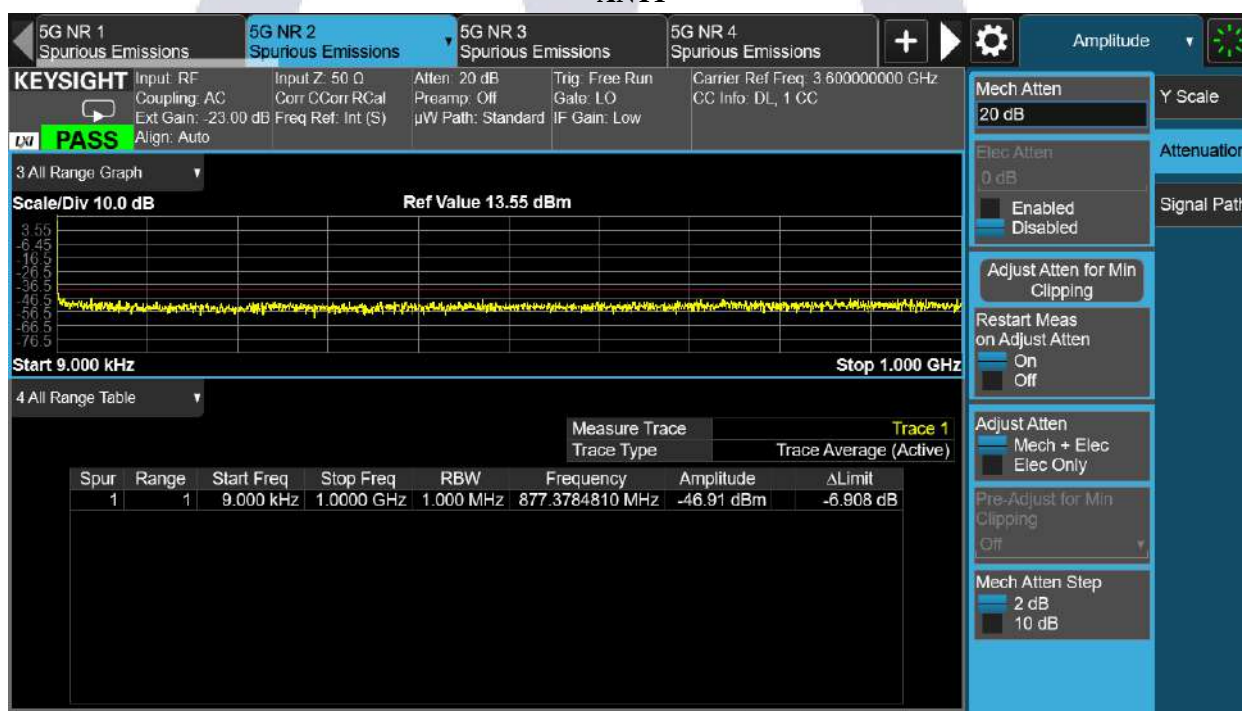 5G NR 1
Spurious Emissions
5G NR 2
Spurious Emissions
5G NR 3
Spurious Emissions
5G NR 4
Spurious Emissions
Amplitude
KEYSIGHT
LXI
PASS
Input: RF
Coupling: AC
Ext Gain: -23.00 dB
Align: Auto
Input Z: 50 Ω
Corr CCorr RCal
Freq Ref: Int (S)
Atten: 20 dB
Preamp: Off
µW Path: Standard
Trig: Free Run
Gate: LO
IF Gain: Low
Carrier Ref Freq: 3.600000000 GHz
CC Info: DL, 1 CC
3 All Range Graph
Scale/Div 10.0 dB
Ref Value 13.55 dBm
3.55
-6.45
-16.5
-26.5
-36.5
-46.5
-56.5
-66.5
-76.5
Start 9.000 kHz
Stop 1.000 GHz
4 All Range Table
Measure Trace Trace 1
Trace Type Trace Average (Active)
Spur Range Start Freq Stop Freq RBW Frequency Amplitude ΔLimit
1 1 9.000 kHz 1.0000 GHz 1.000 MHz 877.3784810 MHz -46.91 dBm -6.908 dB
Mech Atten
20 dB
Elec Atten
0 dB
Enabled
Disabled
Adjust Atten for Min
Clipping
Restart Meas
on Adjust Atten
On
Off
Adjust Atten
Mech + Elec
Elec Only
Pre-Adjust for Min
Clipping
Off
Mech Atten Step
2 dB
10 dB
Y Scale
Attenuation
Signal Path